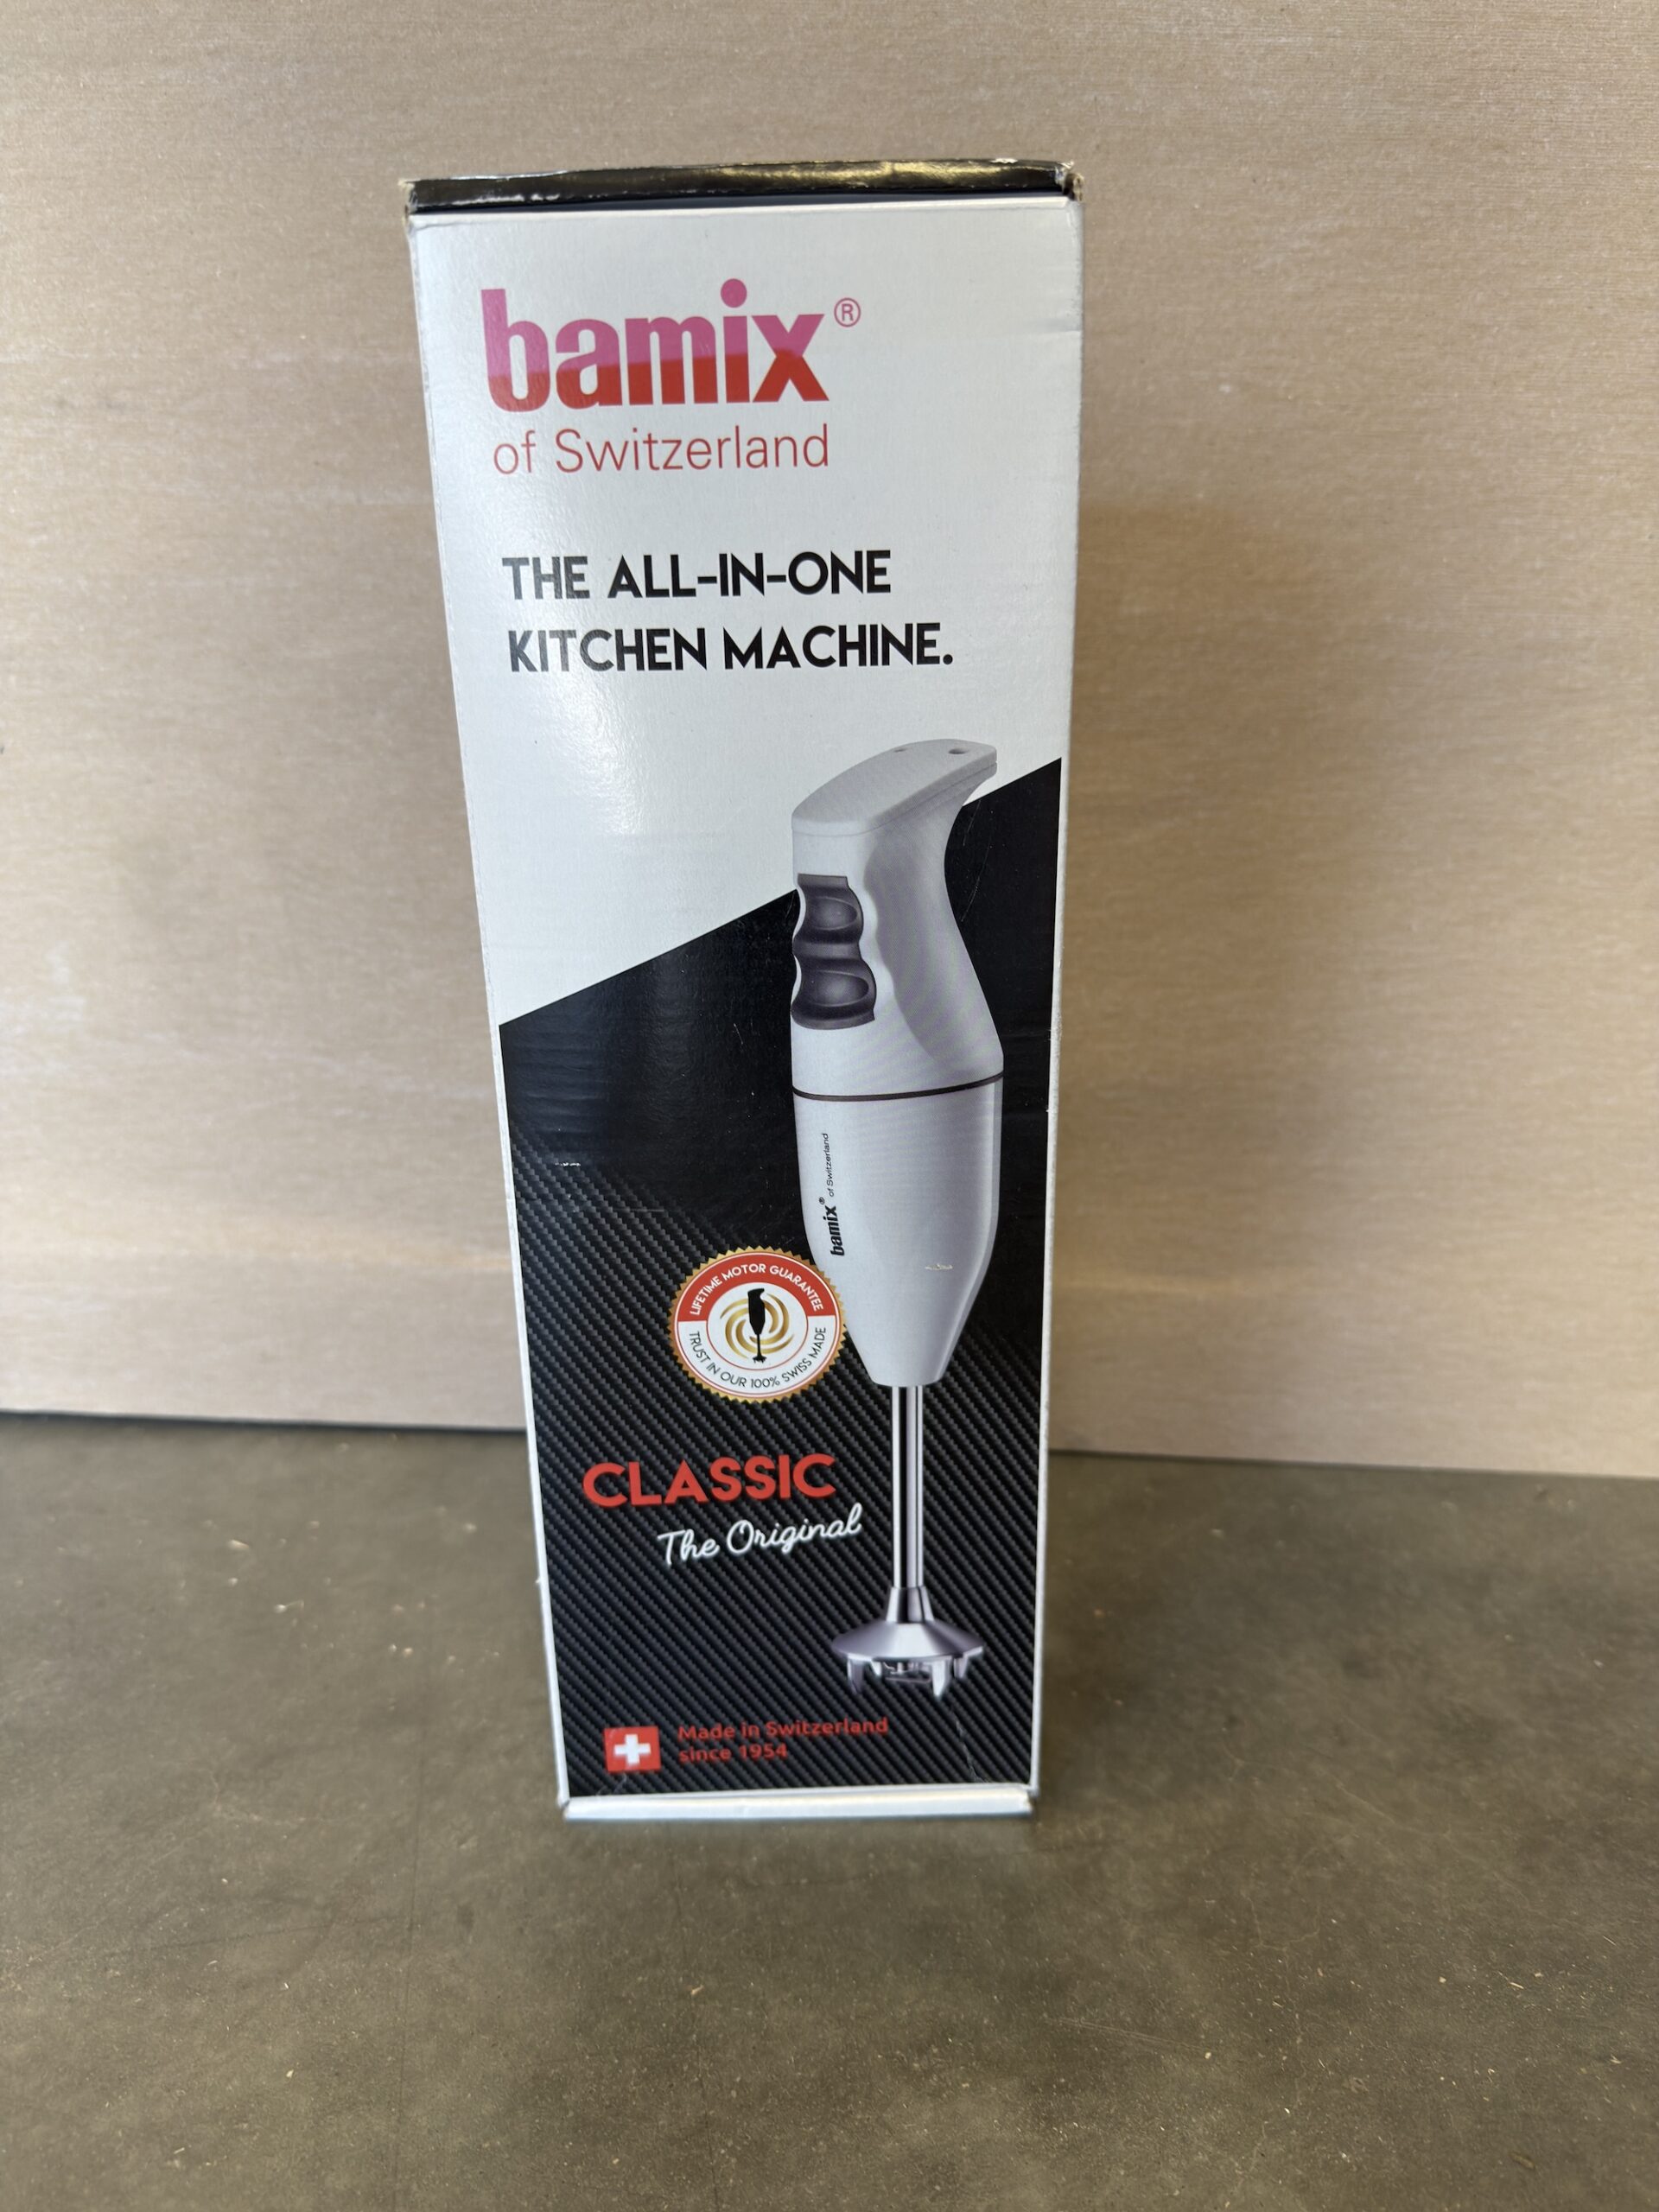 bamix®
of Switzerland
THE ALL-IN-ONE
KITCHEN MACHINE.
bamix® of Switzerland
LIFETIME MOTOR GUARANTEE
TRUST IN OUR 100% SWISS MADE
CLASSIC
The Original
Made in Switzerland
since 1954